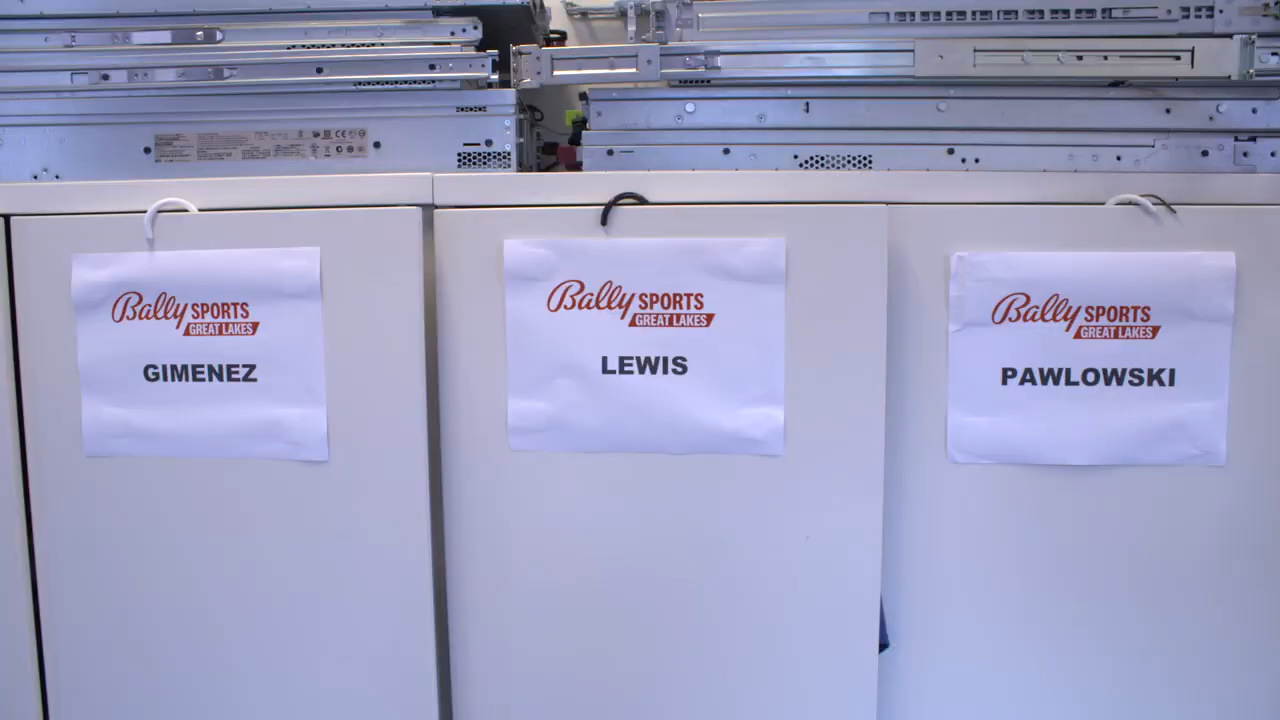 Bally SPORTS
GREAT LAKES
GIMENEZ
Bally SPORTS
GREAT LAKES
LEWIS
Bally SPORTS
GREAT LAKES
PAWLOWSKI